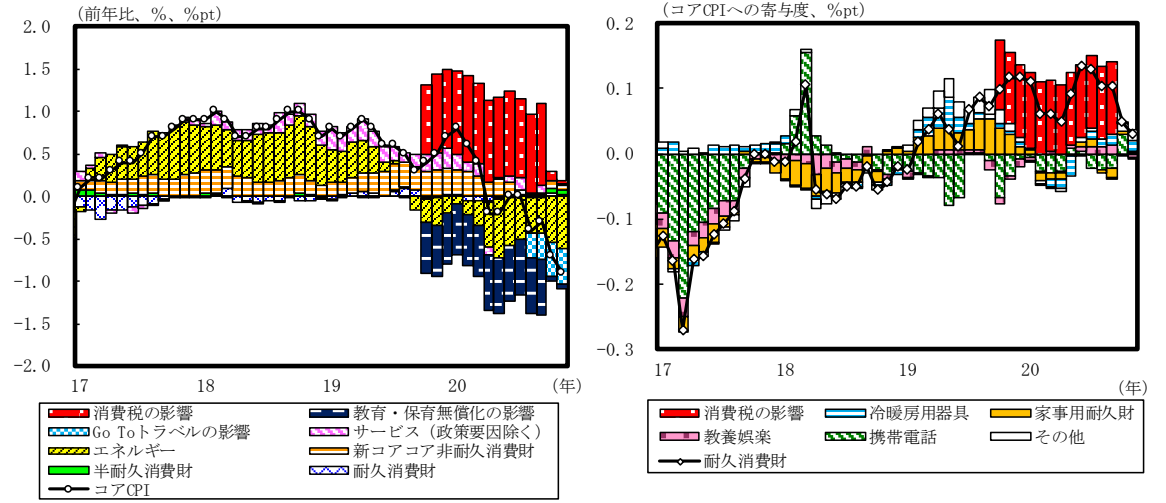 (前年比、%、%pt)
2.0
1.5
1.0
0.5
0.0
-0.5
-1.0
-1.5
-2.0
17 18 19 20 (年)
消費税の影響 教育・保育無償化の影響
Go Toトラベルの影響 サービス（政策要因除く）
エネルギー 新コアコア非耐久消費財
半耐久消費財 耐久消費財
コアCPI
(コアCPIへの寄与度、%pt)
0.2
0.1
0.0
-0.1
-0.2
-0.3
17 18 19 20 (年)
消費税の影響 冷暖房用器具 家事用耐久財
教養娯楽 携帯電話 その他
耐久消費財